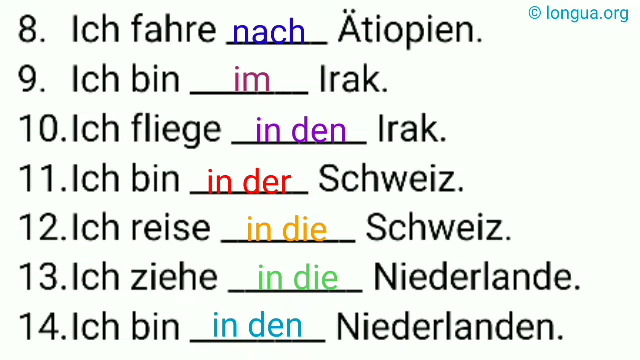 © longua.org
8. Ich fahre nach Ätiopien.
9. Ich bin im Irak.
10. Ich fliege in den Irak.
11. Ich bin in der Schweiz.
12. Ich reise in die Schweiz.
13. Ich ziehe in die Niederlande.
14. Ich bin in den Niederlanden.